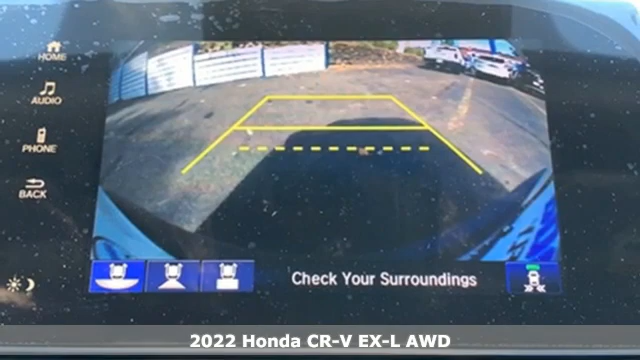 HOME
AUDIO
PHONE
BACK
Check Your Surroundings
2022 Honda CR-V EX-L AWD